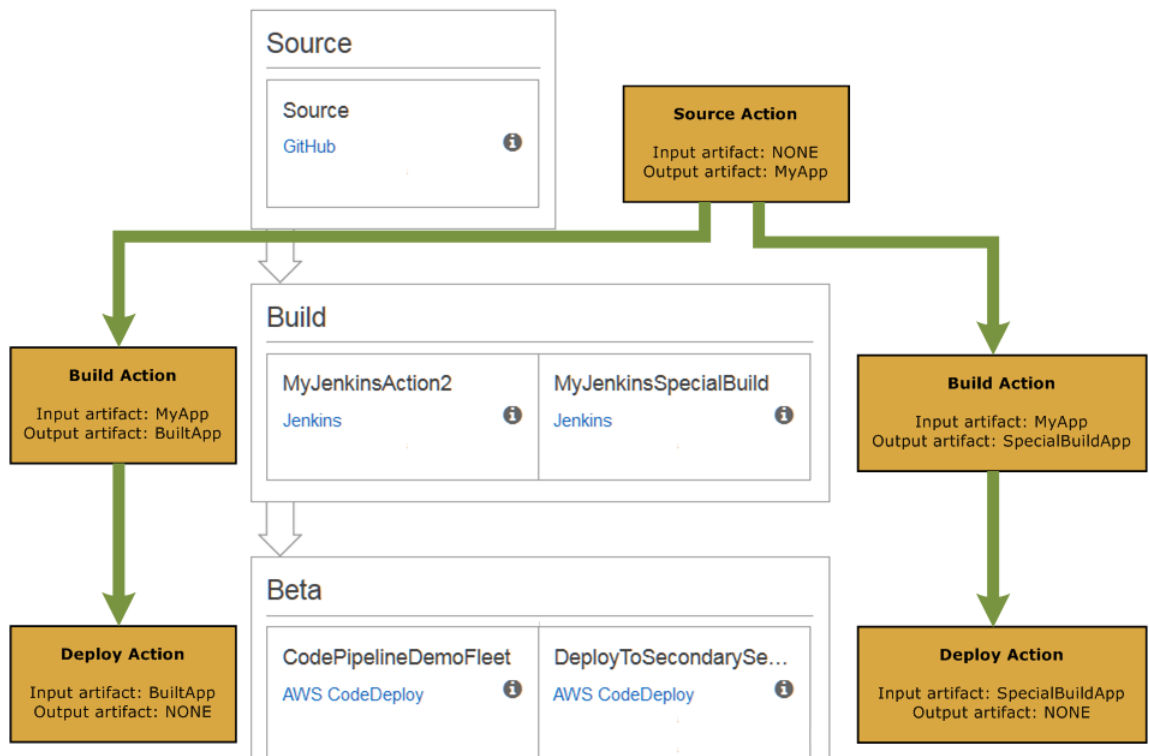 Source
Source
GitHub
Source Action
Input artifact: NONE
Output artifact: MyApp
Build
MyJenkinsAction2
Jenkins
MyJenkinsSpecialBuild
Jenkins
Build Action
Input artifact: MyApp
Output artifact: BuiltApp
Build Action
Input artifact: MyApp
Output artifact: SpecialBuildApp
Beta
CodePipelineDemoFleet
AWS CodeDeploy
DeployToSecondarySe...
AWS CodeDeploy
Deploy Action
Input artifact: BuiltApp
Output artifact: NONE
Deploy Action
Input artifact: SpecialBuildApp
Output artifact: NONE